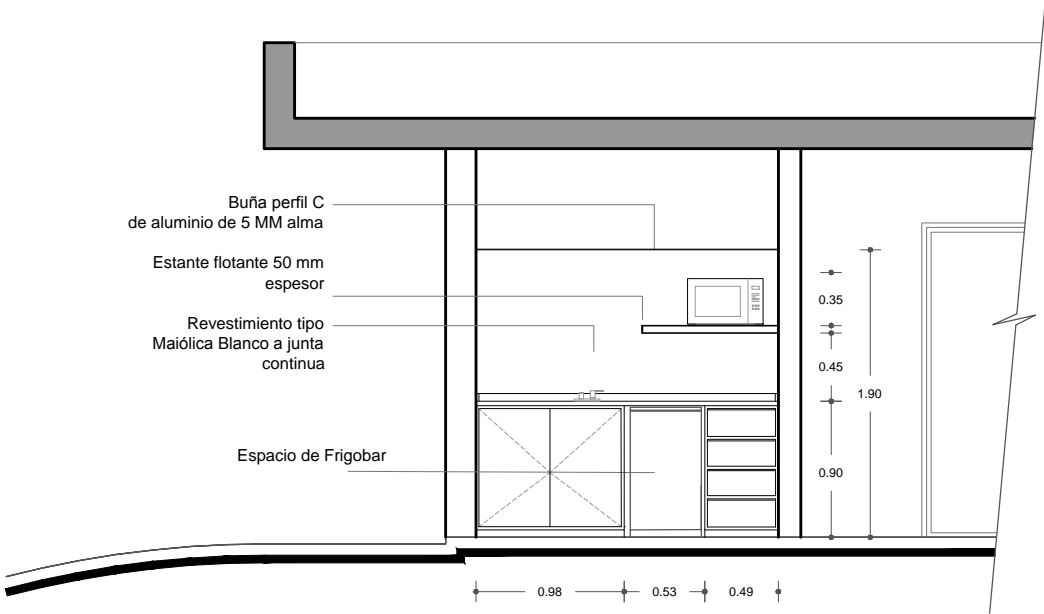 Buña perfil C
de aluminio de 5 MM alma
Estante flotante 50 mm
espesor
Revestimiento tipo
Maiólica Blanco a junta
continua
Espacio de Frigobar
0.35
0.45
1.90
0.90
0.98
0.53
0.49